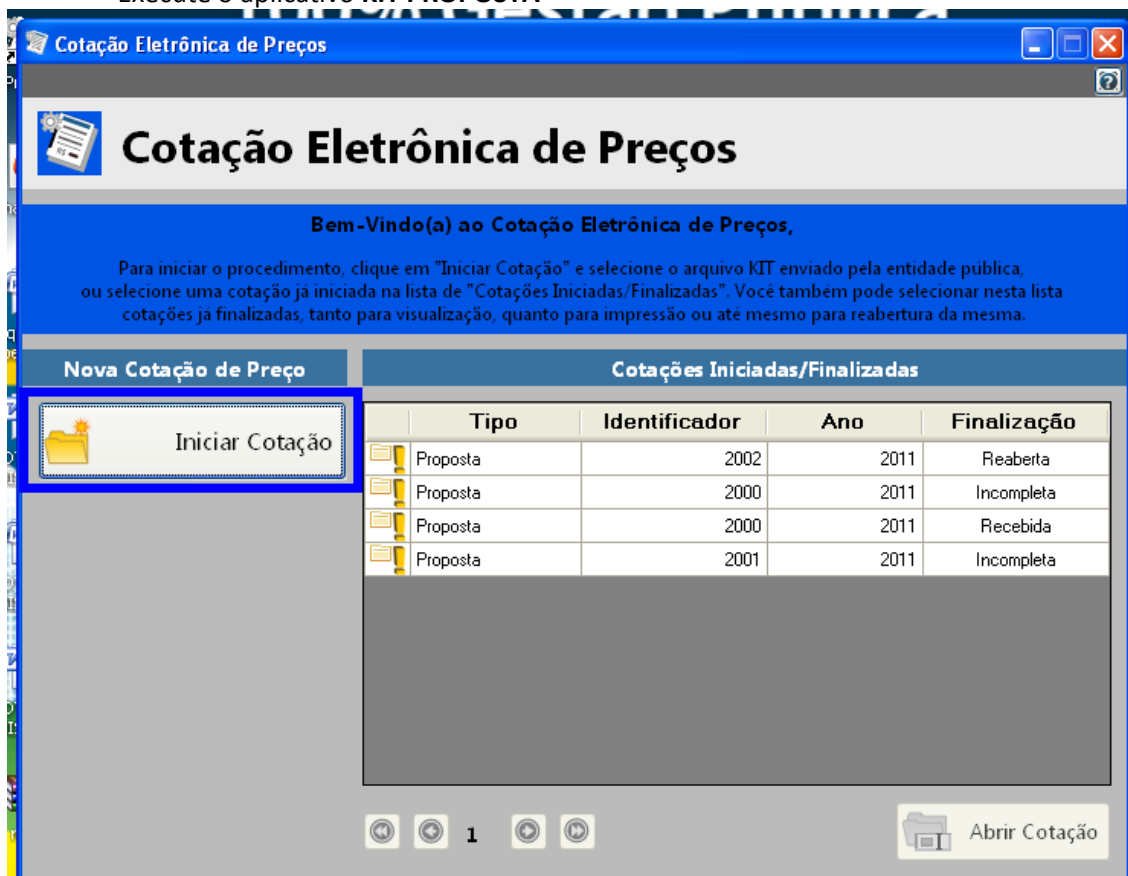 Execute o aplicativo
Cotação Eletrônica de Preços
Cotação Eletrônica de Preços
Bem-Vindo(a) ao Cotação Eletrônica de Preços,
Para iniciar o procedimento, clique em "Iniciar Cotação" e selecione o arquivo KIT enviado pela entidade pública,
ou selecione uma cotação já iniciada na lista de "Cotações Iniciadas/Finalizadas". Você também pode selecionar nesta lista
cotações já finalizadas, tanto para visualização, quanto para impressão ou até mesmo para reabertura da mesma.
Nova Cotação de Preço
Cotações Iniciadas/Finalizadas
Iniciar Cotação
Tipo Identificador Ano Finalização
Proposta 2002 2011 Reaberta
Proposta 2000 2011 Incompleta
Proposta 2000 2011 Recebida
Proposta 2001 2011 Incompleta
1
Abrir Cotação